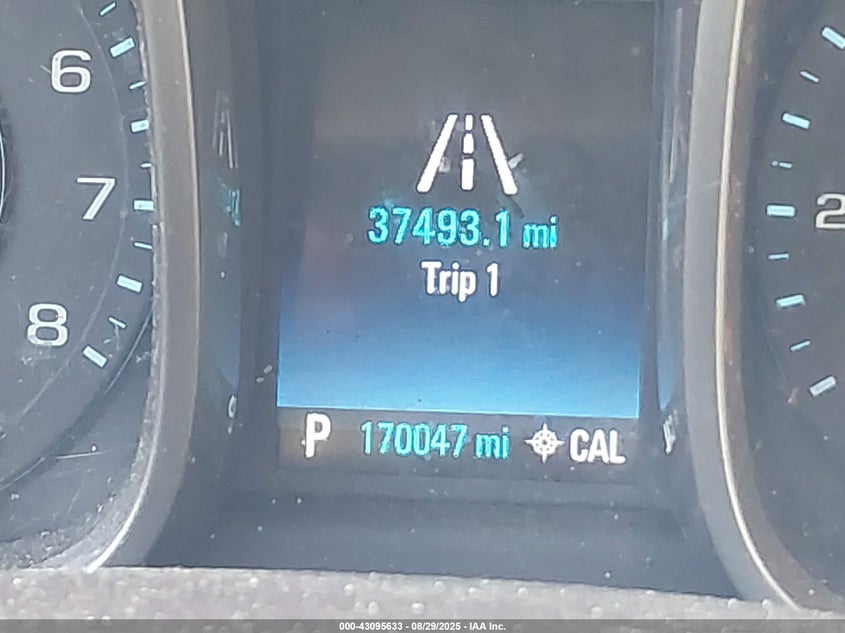 6
7
8
2
37493.1 mi
Trip 1
P 170047 mi CAL
000-43095633 - 08/29/2025 - IAA Inc.